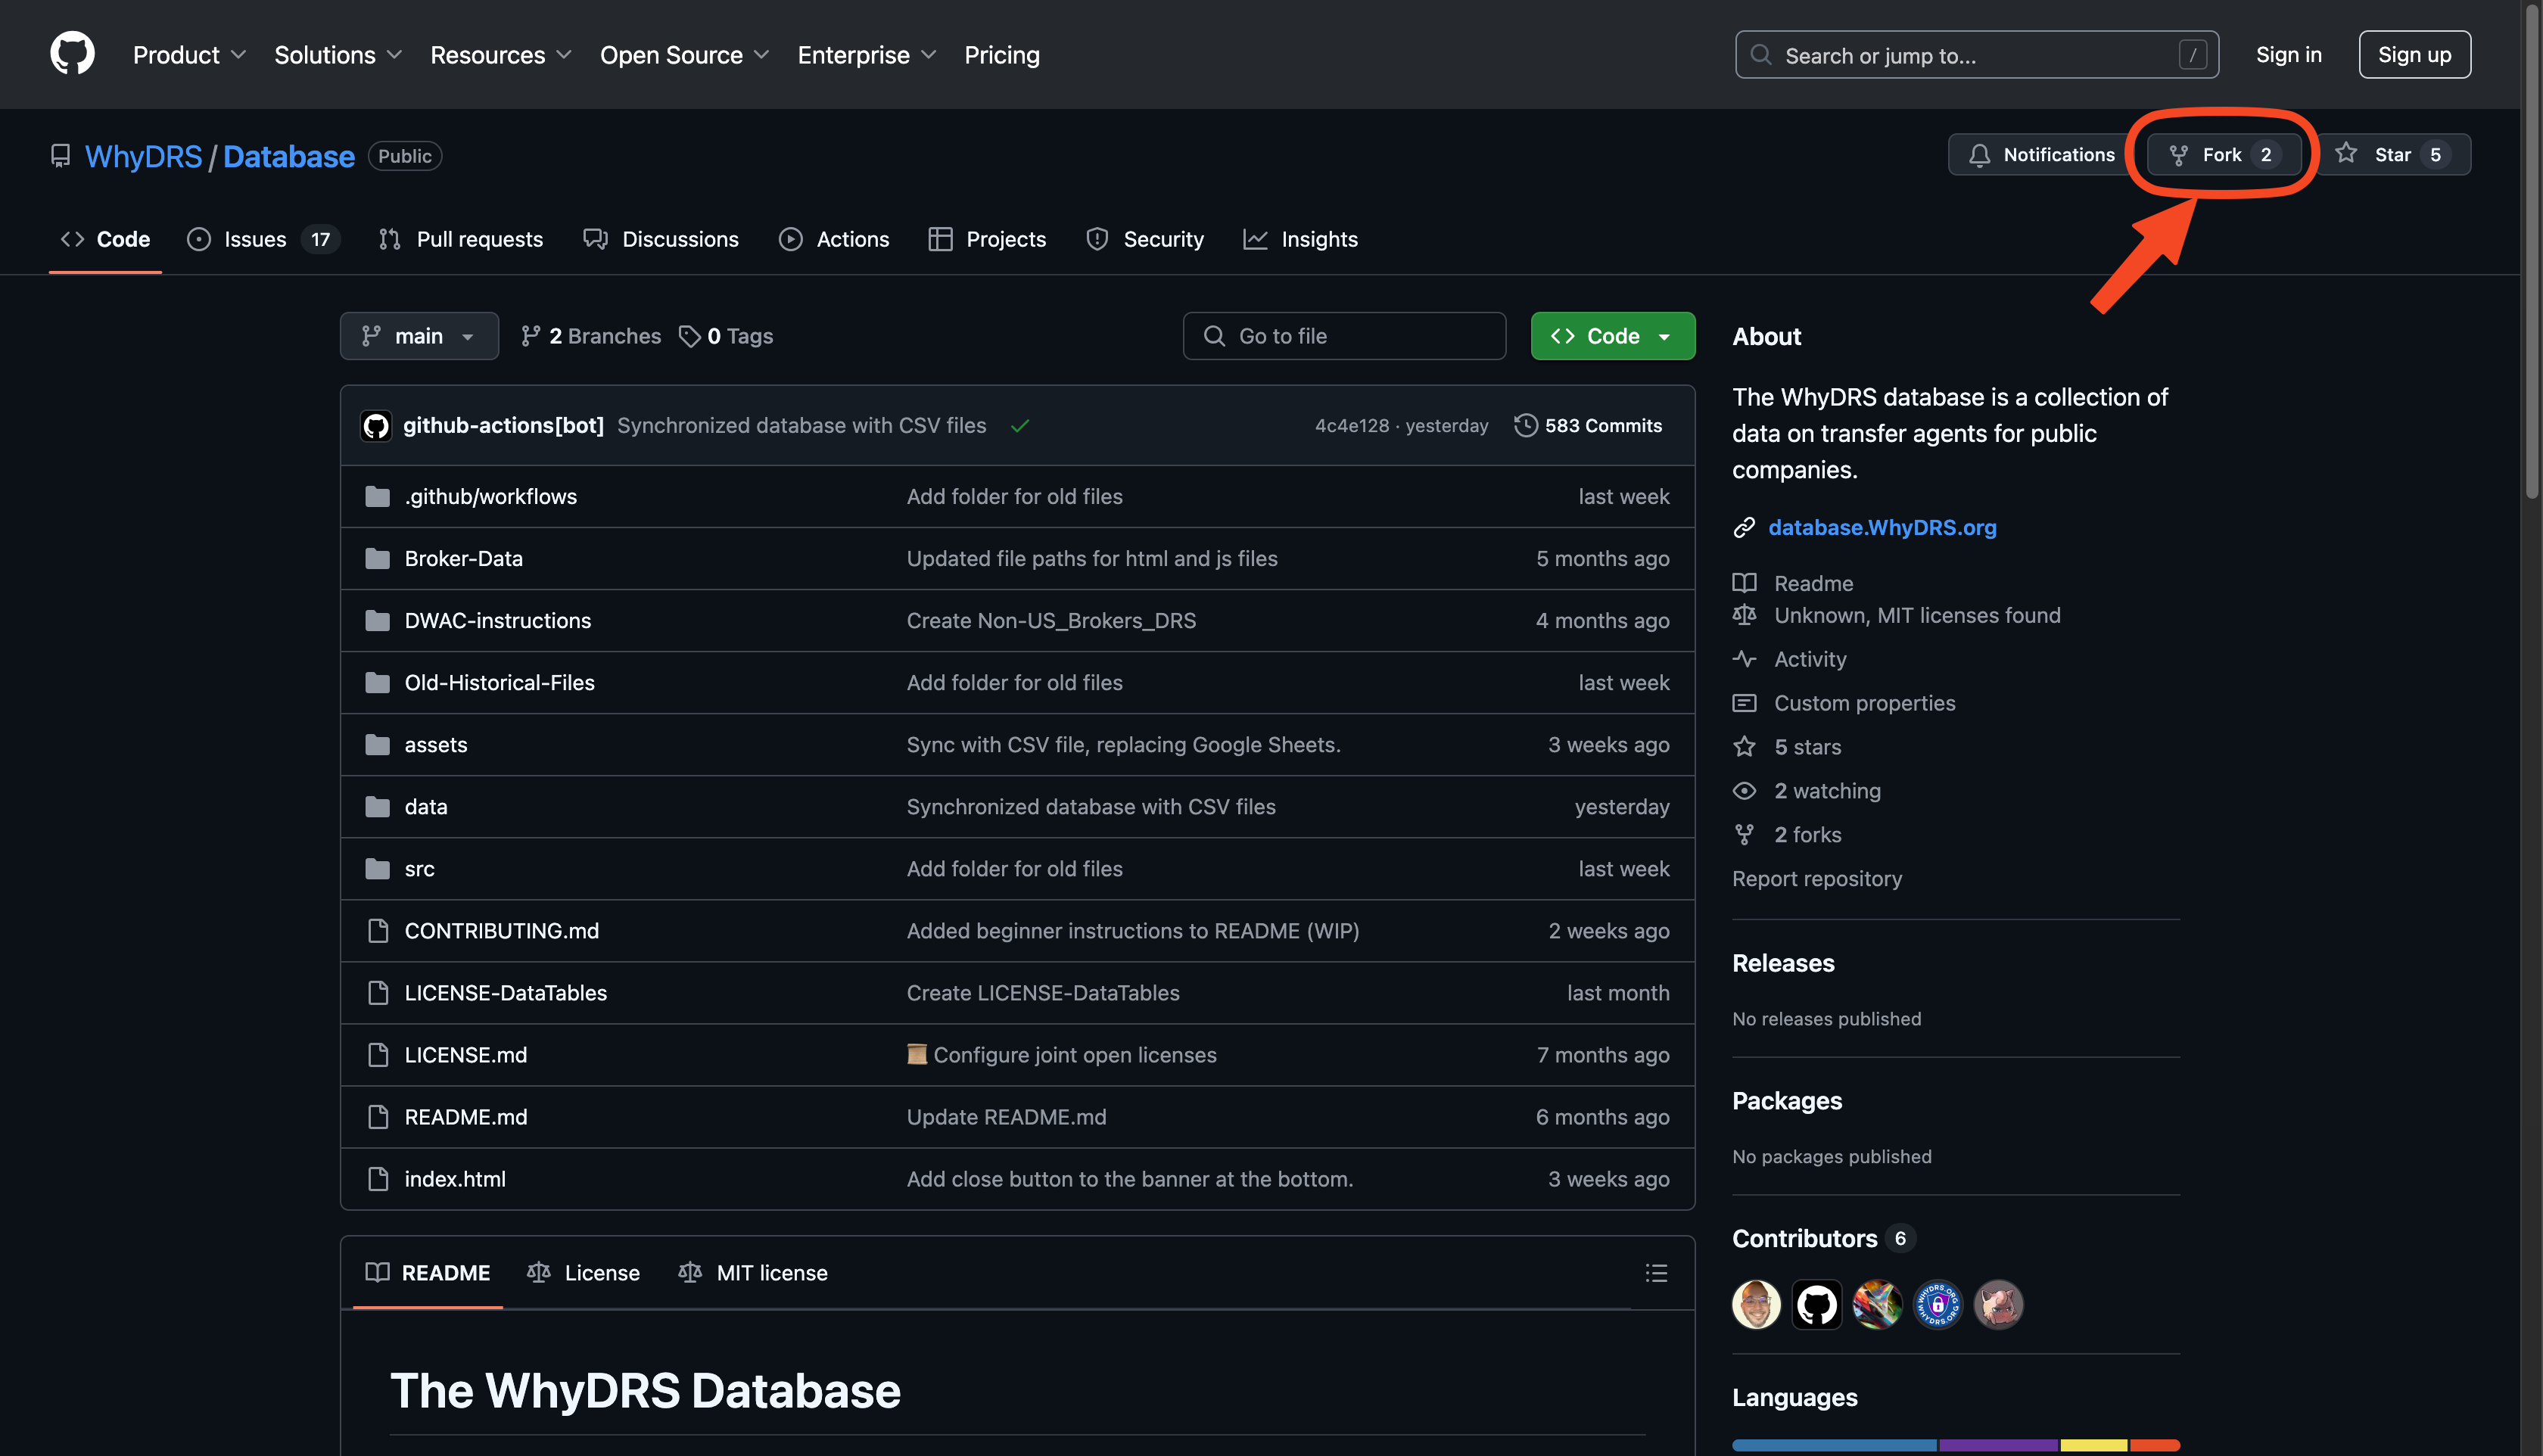 Product Solutions Resources Open Source Enterprise Pricing Search or jump to... / Sign in Sign up
WhyDRS / Database Public Notifications Fork 2 Star 5
Code Issues 17 Pull requests Discussions Actions Projects Security Insights
main 2 Branches 0 Tags Go to file Code
github-actions[bot] Synchronized database with CSV files 4c4e128 · yesterday 583 Commits
.github/workflows Add folder for old files last week
Broker-Data Updated file paths for html and js files 5 months ago
DWAC-instructions Create Non-US_Brokers_DRS 4 months ago
Old-Historical-Files Add folder for old files last week
assets Sync with CSV file, replacing Google Sheets. 3 weeks ago
data Synchronized database with CSV files yesterday
src Add folder for old files last week
CONTRIBUTING.md Added beginner instructions to README (WIP) 2 weeks ago
LICENSE-DataTables Create LICENSE-DataTables last month
LICENSE.md Configure joint open licenses 7 months ago
README.md Update README.md 6 months ago
index.html Add close button to the banner at the bottom. 3 weeks ago
README License MIT license
The WhyDRS Database
About
The WhyDRS database is a collection of
data on transfer agents for public
companies.
database.WhyDRS.org
Readme
Unknown, MIT licenses found
Activity
Custom properties
5 stars
2 watching
2 forks
Report repository
Releases
No releases published
Packages
No packages published
Contributors 6
WHYDRS.ORG WHYDRS.ORG
Languages